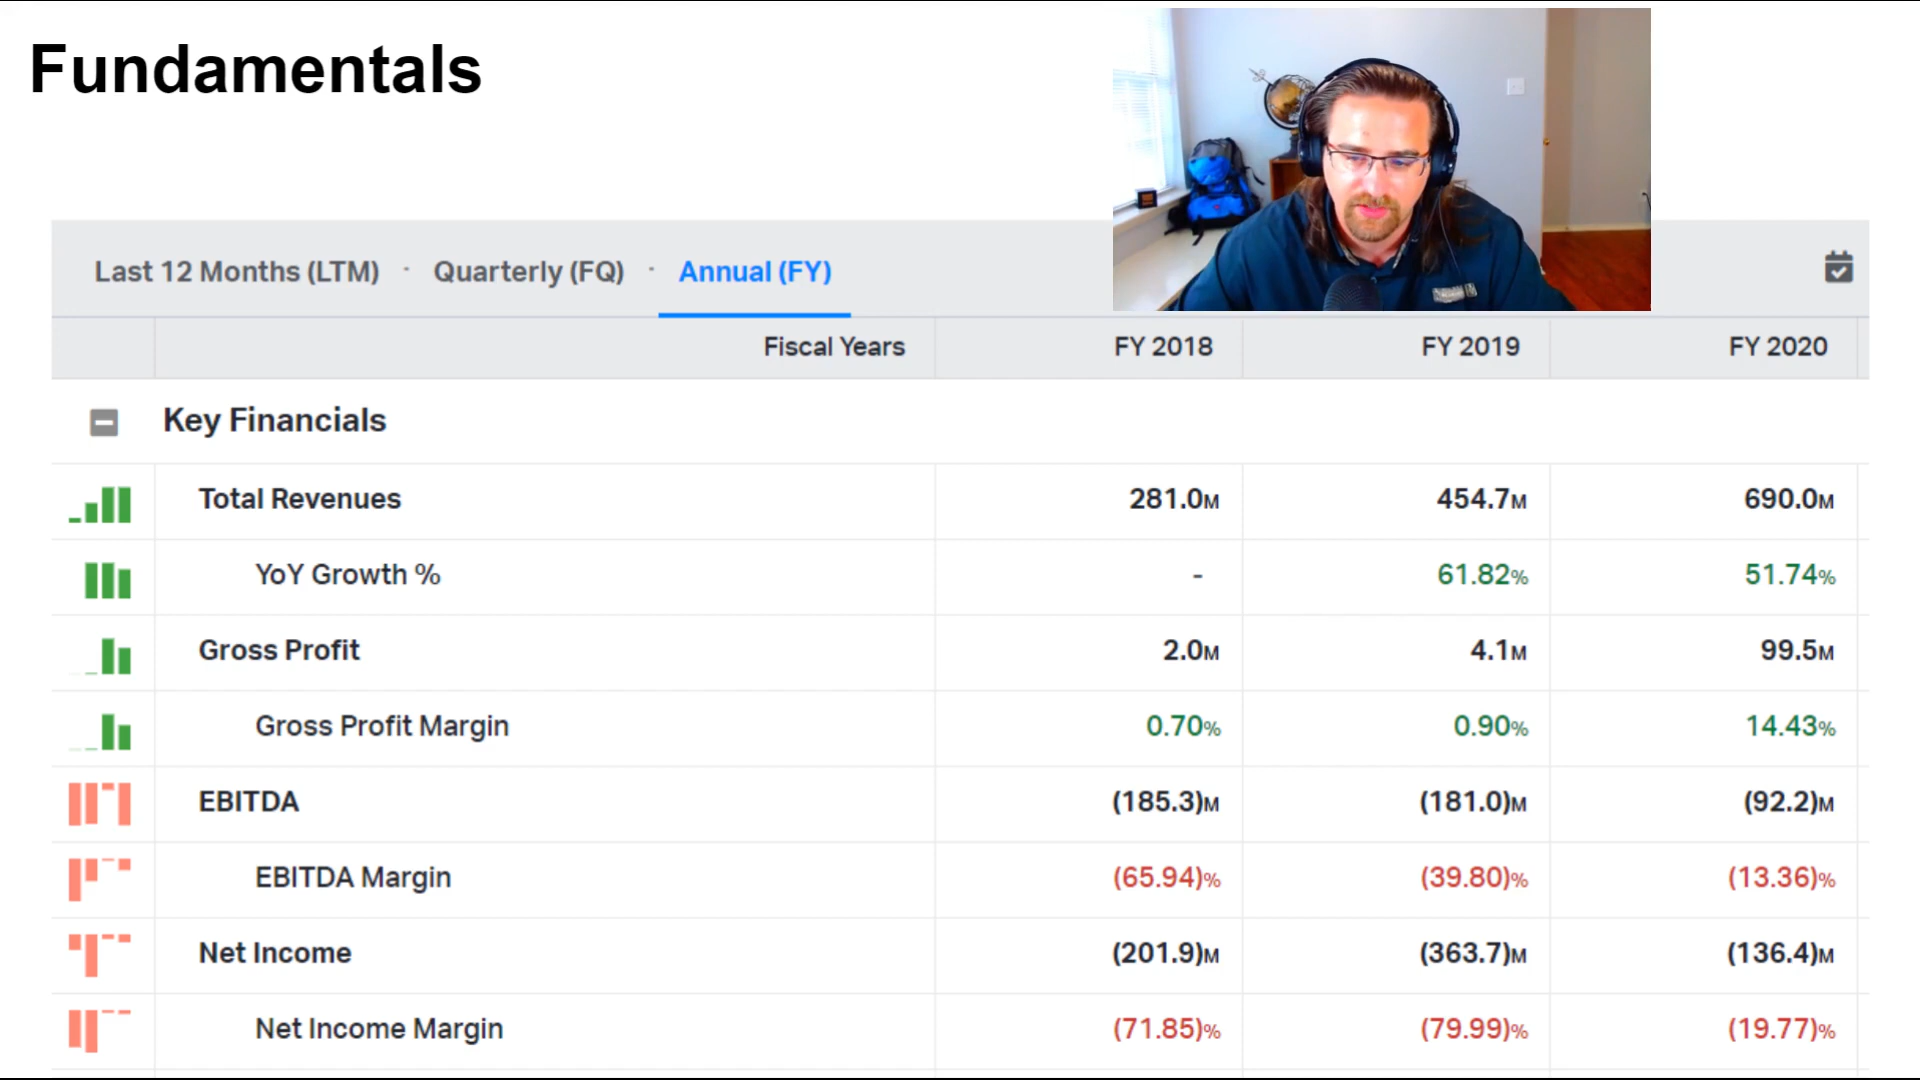 Fundamentals
Last 12 Months (LTM) · Quarterly (FQ) · Annual (FY)
Fiscal Years FY 2018 FY 2019 FY 2020
Key Financials
Total Revenues 281.0M 454.7M 690.0M
YoY Growth % - 61.82% 51.74%
Gross Profit 2.0M 4.1M 99.5M
Gross Profit Margin 0.70% 0.90% 14.43%
EBITDA (185.3)M (181.0)M (92.2)M
EBITDA Margin (65.94)% (39.80)% (13.36)%
Net Income (201.9)M (363.7)M (136.4)M
Net Income Margin (71.85)% (79.99)% (19.77)%